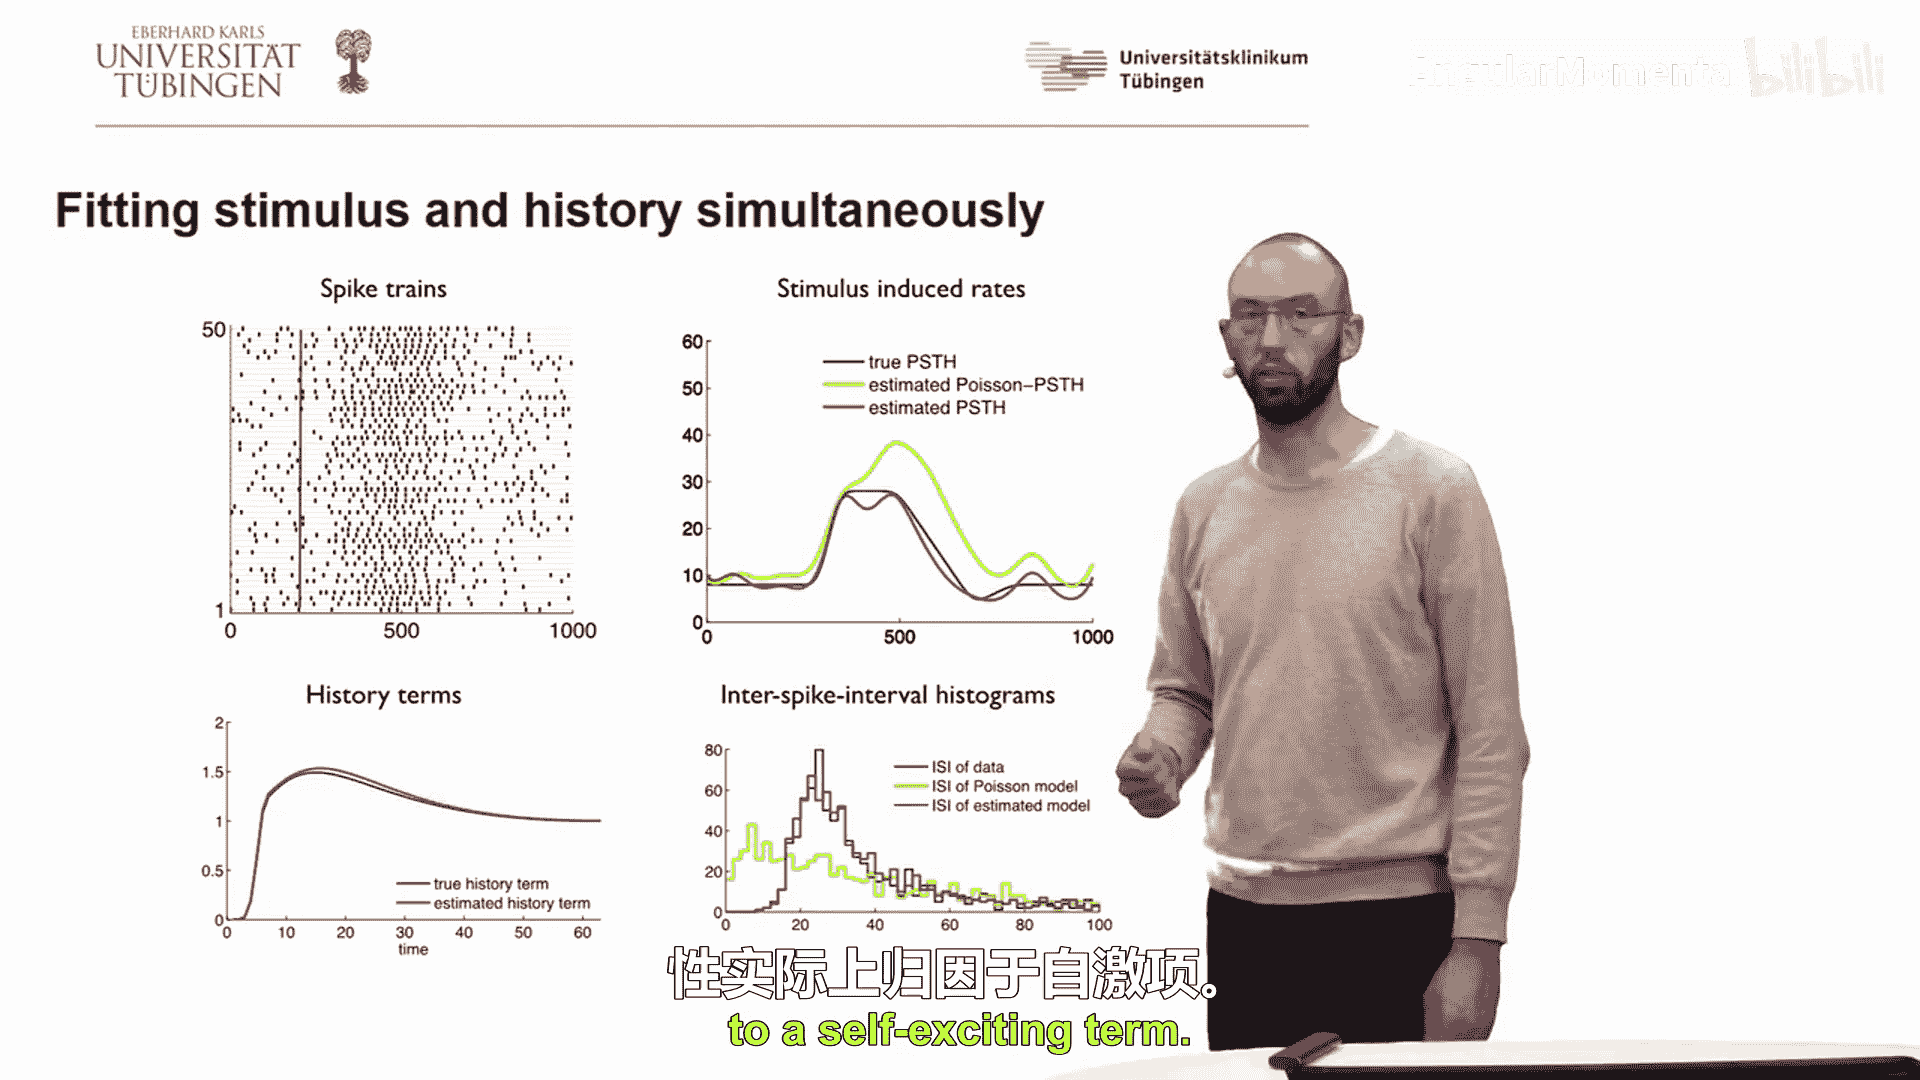 EBERHARD KARLS
UNIVERSITÄT
TÜBINGEN
Universitätsklinikum
Tübingen
AngularMomenta bilibili
Fitting stimulus and history simultaneously
Spike trains
50
1
0 500 1000
Stimulus induced rates
60
50
40
30
20
10
0
true PSTH
estimated Poisson–PSTH
estimated PSTH
0 500 1000
History terms
2
1.5
1
0.5
0
true history term
estimated history term
0 10 20 30 40 50 60
time
Inter-spike-interval histograms
80
60
40
20
0
ISI of data
ISI of Poisson model
ISI of estimated model
0 20 40 60 80 100
性实际上归因于自激项。
to a self-exciting term.